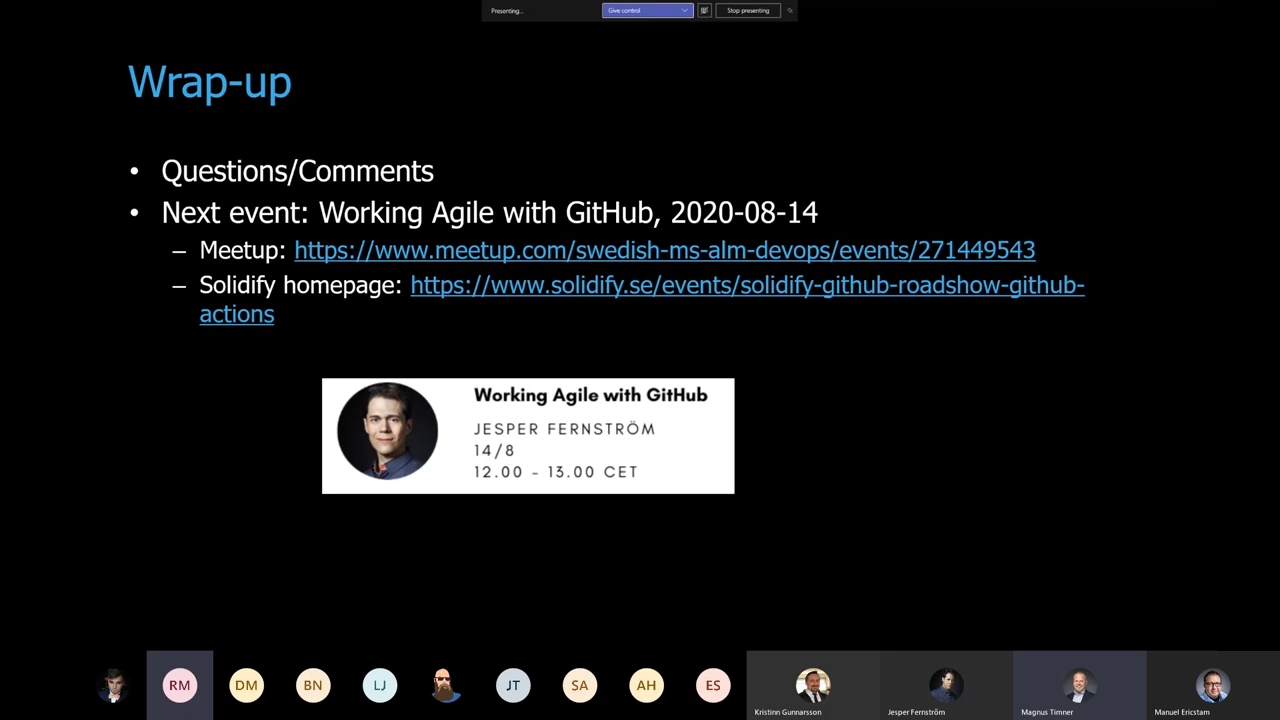 Presenting...
Give control
Stop presenting
Wrap-up
• Questions/Comments
• Next event: Working Agile with GitHub, 2020-08-14
– Meetup: https://www.meetup.com/swedish-ms-alm-devops/events/271449543
– Solidify homepage: https://www.solidify.se/events/solidify-github-roadshow-github-
actions
Working Agile with GitHub
JESPER FERNSTRÖM
14/8
12.00 - 13.00 CET
RM
DM
BN
LJ
JT
SA
AH
ES
Kristinn Gunnarsson
Jesper Fernström
Magnus Timner
Manuel Ericstam